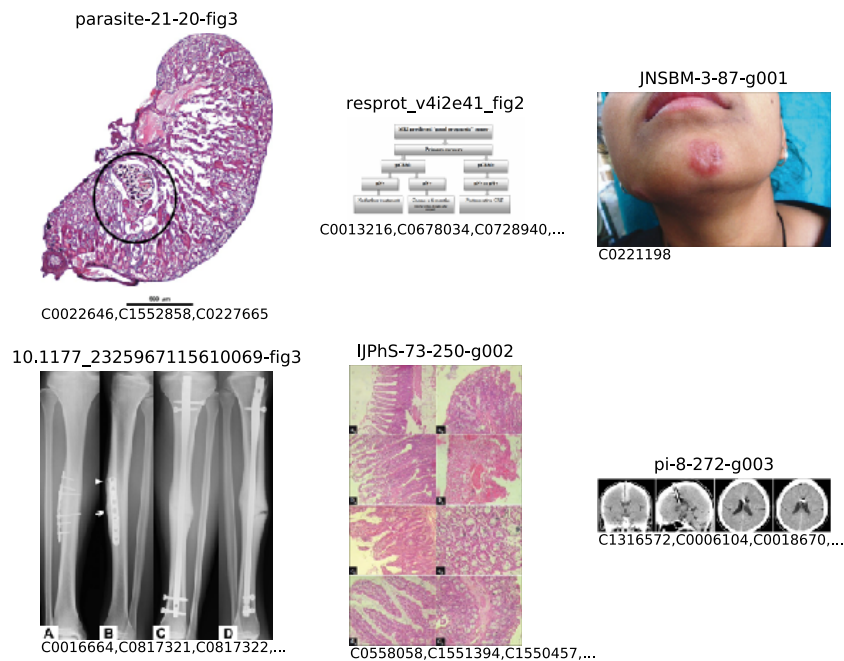 parasite-21-20-fig3
C0022646,C1552858,C0227665
resprot_v4i2e41_fig2
C0013216,C0678034,C0728940,...
JNSBM-3-87-g001
C0221198
10.1177_2325967115610069-fig3
A B C D
C0016664,C0817321,C0817322,...
IJPhS-73-250-g002
C0558058,C1551394,C1550457,...
pi-8-272-g003
C1316572,C0006104,C0018670,...